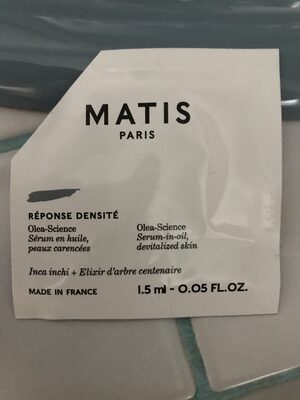 MATIS
PARIS
RÉPONSE DENSITÉ
Olea-Science
Sérum en huile,
peaux carencées
Olea-Science
Serum-in-oil,
devitalized skin
Inca inchi + Elixir d'arbre centenaire
MADE IN FRANCE
1.5 ml - 0.05 FL.OZ.